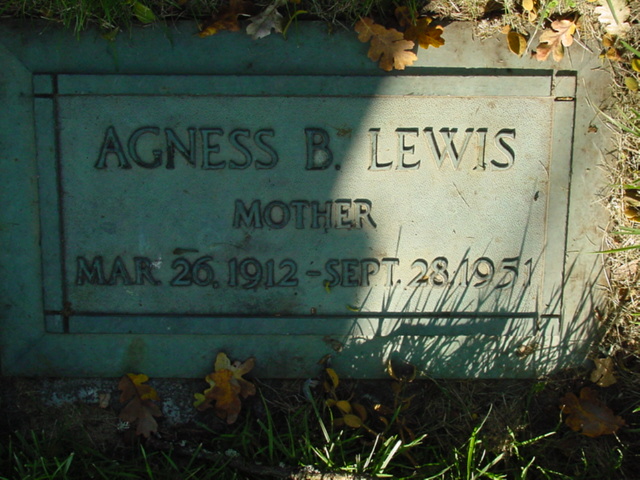 AGNESS B. LEWIS
MOTHER
MAR. 26, 1912 - SEPT. 28, 1951